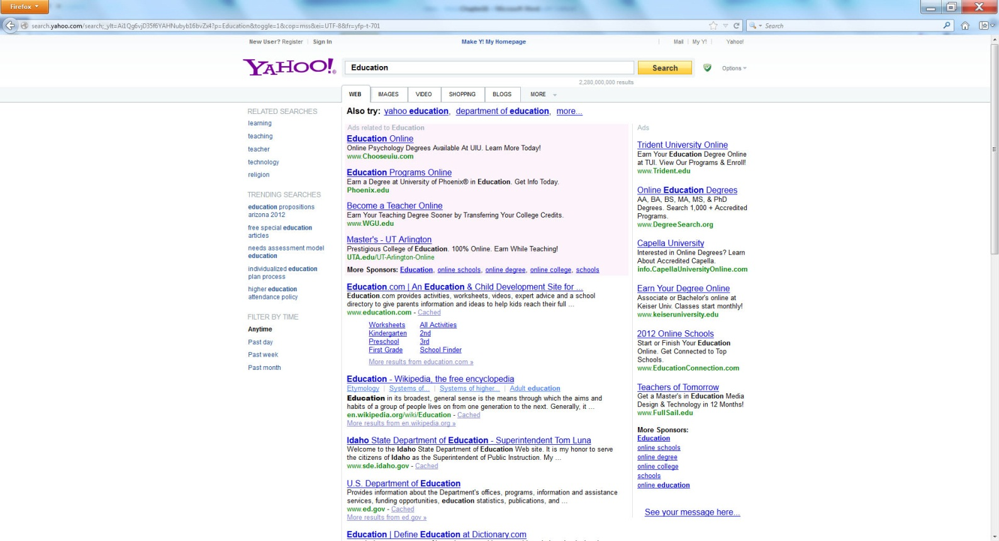 Firefox
Chapter - Microsoft Word
search.yahoo.com/search;_ylt=Ai1Qg6vjD35f6YAHNubyb16bvZx4?p=Education&toggle=1&cop=mss&ei=UTF-8&fr=yfp-t-701
Search
New User? Register | Sign In
Make Y! My Homepage
Mail | My Y! | Yahoo!
YAHOO!®
Education
Search
Options
2,280,000,000 results
WEB
IMAGES
VIDEO
SHOPPING
BLOGS
MORE
RELATED SEARCHES
learning
teaching
teacher
technology
religion
TRENDING SEARCHES
education propositions
arizona 2012
free special education
articles
needs assessment model
education
individualized education
plan process
higher education
attendance policy
FILTER BY TIME
Anytime
Past day
Past week
Past month
Also try: yahoo education, department of education, more...
Ads related to Education
Education Online
Online Psychology Degrees Available At UIU. Learn More Today!
www.Chooseuiu.com
Education Programs Online
Earn a Degree at University of Phoenix® in Education. Get Info Today.
Phoenix.edu
Become a Teacher Online
Earn Your Teaching Degree Sooner by Transferring Your College Credits.
www.WGU.edu
Master's - UT Arlington
Prestigious College of Education. 100% Online. Earn While Teaching!
UTA.edu/UT-Arlington-Online
More Sponsors: Education, online schools, online degree, online college, schools
Education.com | An Education & Child Development Site for ...
Education.com provides activities, worksheets, videos, expert advice and a school
directory to give parents information and ideas to help kids reach their full ...
www.education.com - Cached
Worksheets All Activities
Kindergarten 2nd
Preschool 3rd
First Grade School Finder
More results from education.com »
Education - Wikipedia, the free encyclopedia
Etymology | Systems of... | Systems of higher... | Adult education
Education in its broadest, general sense is the means through which the aims and
habits of a group of people lives on from one generation to the next. Generally, it ...
en.wikipedia.org/wiki/Education - Cached
More results from en.wikipedia.org »
Idaho State Department of Education - Superintendent Tom Luna
Welcome to the Idaho State Department of Education Web site. It is my honor to serve
the citizens of Idaho as the Superintendent of Public Instruction. My ...
www.sde.idaho.gov - Cached
U.S. Department of Education
Provides information about the Department's offices, programs, information and assistance
services, funding opportunities, education statistics, publications, and ...
www.ed.gov - Cached
More results from ed.gov »
Education | Define Education at Dictionary.com
Ads
Trident University Online
Earn Your Education Degree Online
at TUI. View Our Programs & Enroll!
www.Trident.edu
Online Education Degrees
AA, BA, BS, MA, MS, & PhD
Degrees. Search 1,000 + Accredited
Programs.
www.DegreeSearch.org
Capella University
Interested in Online Degrees? Learn
About Accredited Capella.
info.CapellaUniversityOnline.com
Earn Your Degree Online
Associate or Bachelor's online at
Keiser Univ. Classes start monthly!
www.keiseruniversity.edu
2012 Online Schools
Start or Finish Your Education
Online. Get Connected to Top
Schools.
www.EducationConnection.com
Teachers of Tomorrow
Get a Master's in Education Media
Design & Technology in 12 Months!
www.FullSail.edu
More Sponsors:
Education
online schools
online degree
online college
schools
online education
See your message here...